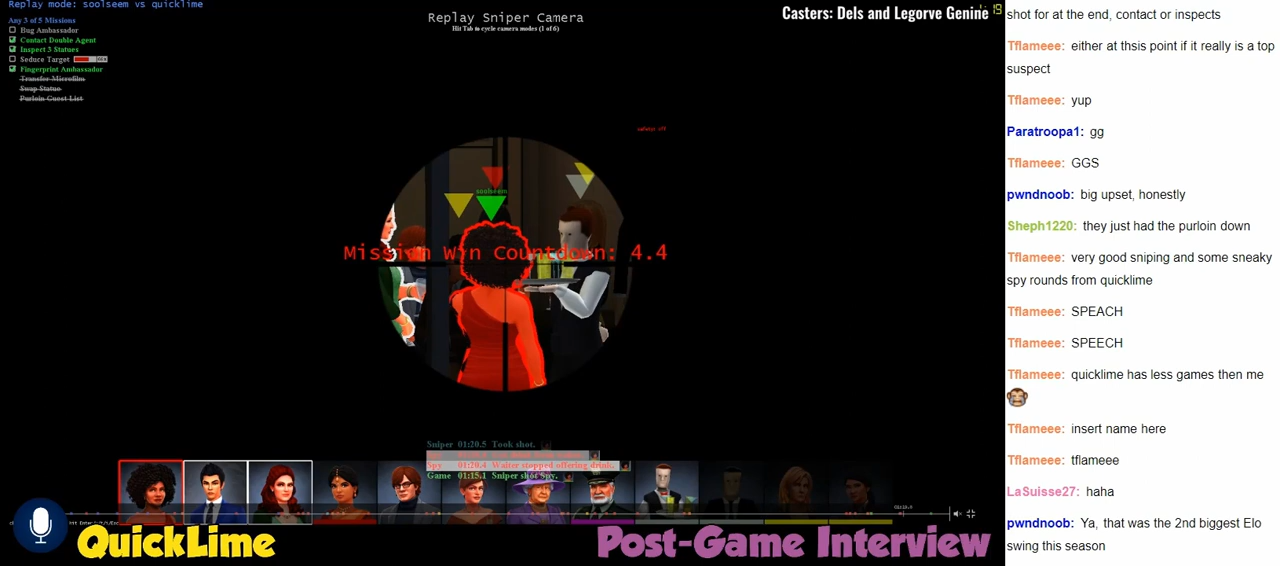 Replay mode: soolseem vs quicklime
Any 3 of 5 Missions
Bug Ambassador
Contact Double Agent
Inspect 3 Statues
Seduce Target
Fingerprint Ambassador
Transfer Microfilm
Swap Statue
Purloin Guest List
Replay Sniper Camera
Hit Tab to cycle camera modes (1 of 6)
Casters: Dels and Legorve Genine
19
safety off
soolseem
Mission Win Countdown: 4.4
Sniper 01:20.5 Took shot.
Spy 01:20.4 Waiter stopped offering drink.
Game 01:15.1 Sniper shot Spy.
QuickLime
Post-Game Interview
shot for at the end, contact or inspects
Tflameee: either at thsis point if it really is a top
suspect
Tflameee: yup
Paratroopa1: gg
Tflameee: GGS
pwndnoob: big upset, honestly
Sheph1220: they just had the purloin down
Tflameee: very good sniping and some sneaky
spy rounds from quicklime
Tflameee: SPEACH
Tflameee: SPEECH
Tflameee: quicklime has less games then me
Tflameee: insert name here
Tflameee: tflameee
LaSuisse27: haha
pwndnoob: Ya, that was the 2nd biggest Elo
swing this season